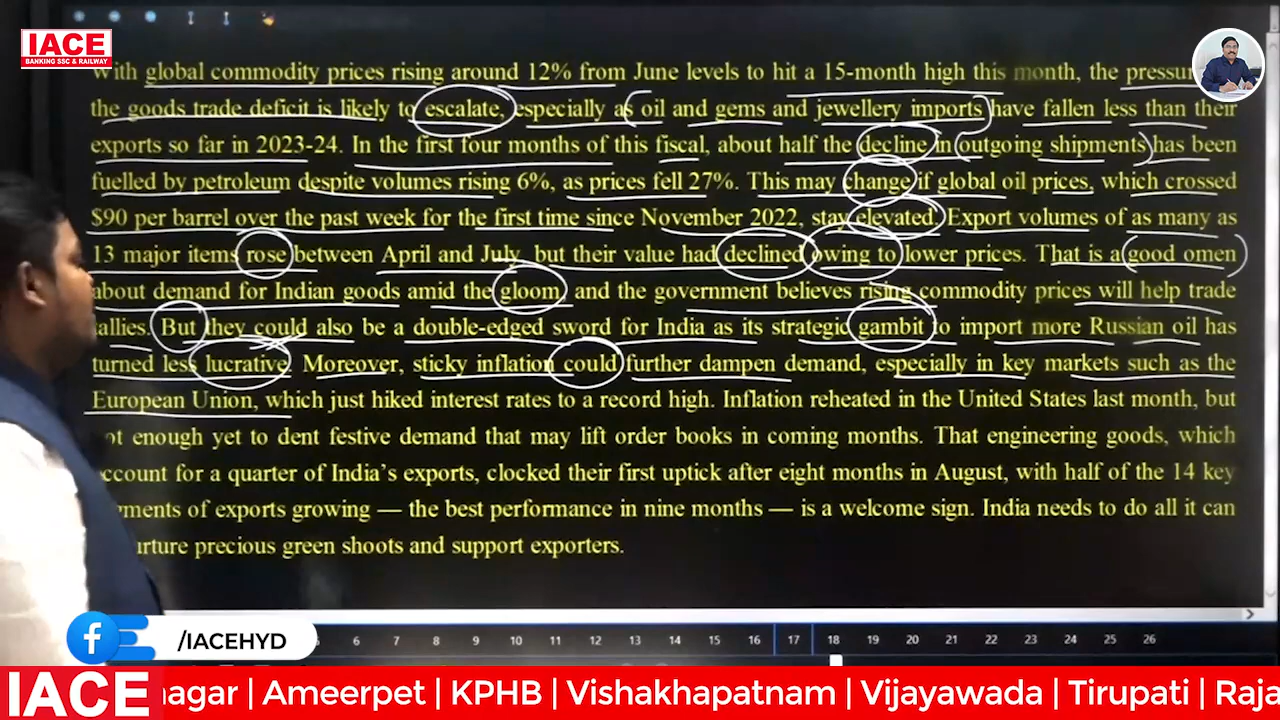 IACE
BANKING SSC & RAILWAY
With global commodity prices rising around 12% from June levels to hit a 15-month high this month, the
the goods trade deficit is likely to escalate, especially as oil and gems and jewellery imports have fallen less than their
exports so far in 2023-24. In the first four months of this fiscal, about half the decline in (outgoing shipments) has been
fuelled by petroleum despite volumes rising 6%, as prices fell 27%. This may change if global oil prices, which crossed
$90 per barrel over the past week for the first time since November 2022, stay elevated. Export volumes of as many as
13 major items rose between April and July, but their value had declined owing to lower prices. That is a good omen
about demand for Indian goods amid the gloom and the government believes rising commodity prices will help trade
But they could also be a double-edged sword for India as its strategic gambit to import more Russian oil has
turned less lucrative. Moreover, sticky inflation could further dampen demand, especially in key markets such as the
European Union, which just hiked interest rates to a record high. Inflation reheated in the United States last month, but
enough yet to dent festive demand that may lift order books in coming months. That engineering goods, which
account for a quarter of India's exports, clocked their first uptick after eight months in August, with half of the 14 key
of exports growing — the best performance in nine months — is a welcome sign. India needs to do all it can
precious green shoots and support exporters.
/IACEHYD
6 7 8 9 10 11 12 13 14 15 16 17 18 19 20 21 22 23 24 25 26
IACE nagar | Ameerpet | KPHB | Vishakhapatnam | Vijayawada | Tirupati | Raja